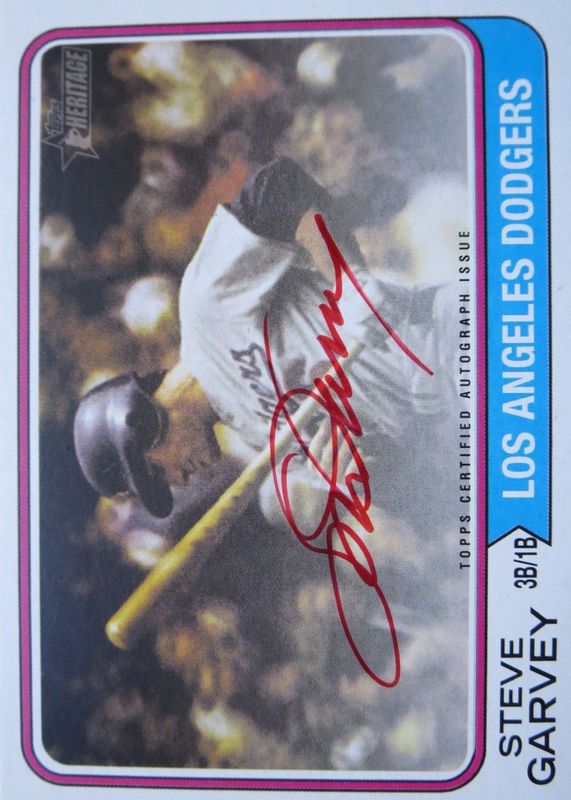 topps
HERITAGE
TOPPS CERTIFIED AUTOGRAPH ISSUE
STEVE
GARVEY
3B/1B
LOS ANGELES DODGERS